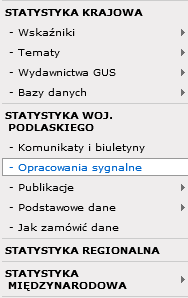 STATYSTYKA KRAJOWA
- Wskaźniki
- Tematy
- Wydawnictwa GUS
- Bazy danych
STATYSTYKA WOJ.
PODLASKIEGO
- Komunikaty i biuletyny
- Opracowania sygnalne
- Publikacje
- Podstawowe dane
- Jak zamówić dane
STATYSTYKA REGIONALNA
STATYSTYKA
MIĘDZYNARODOWA